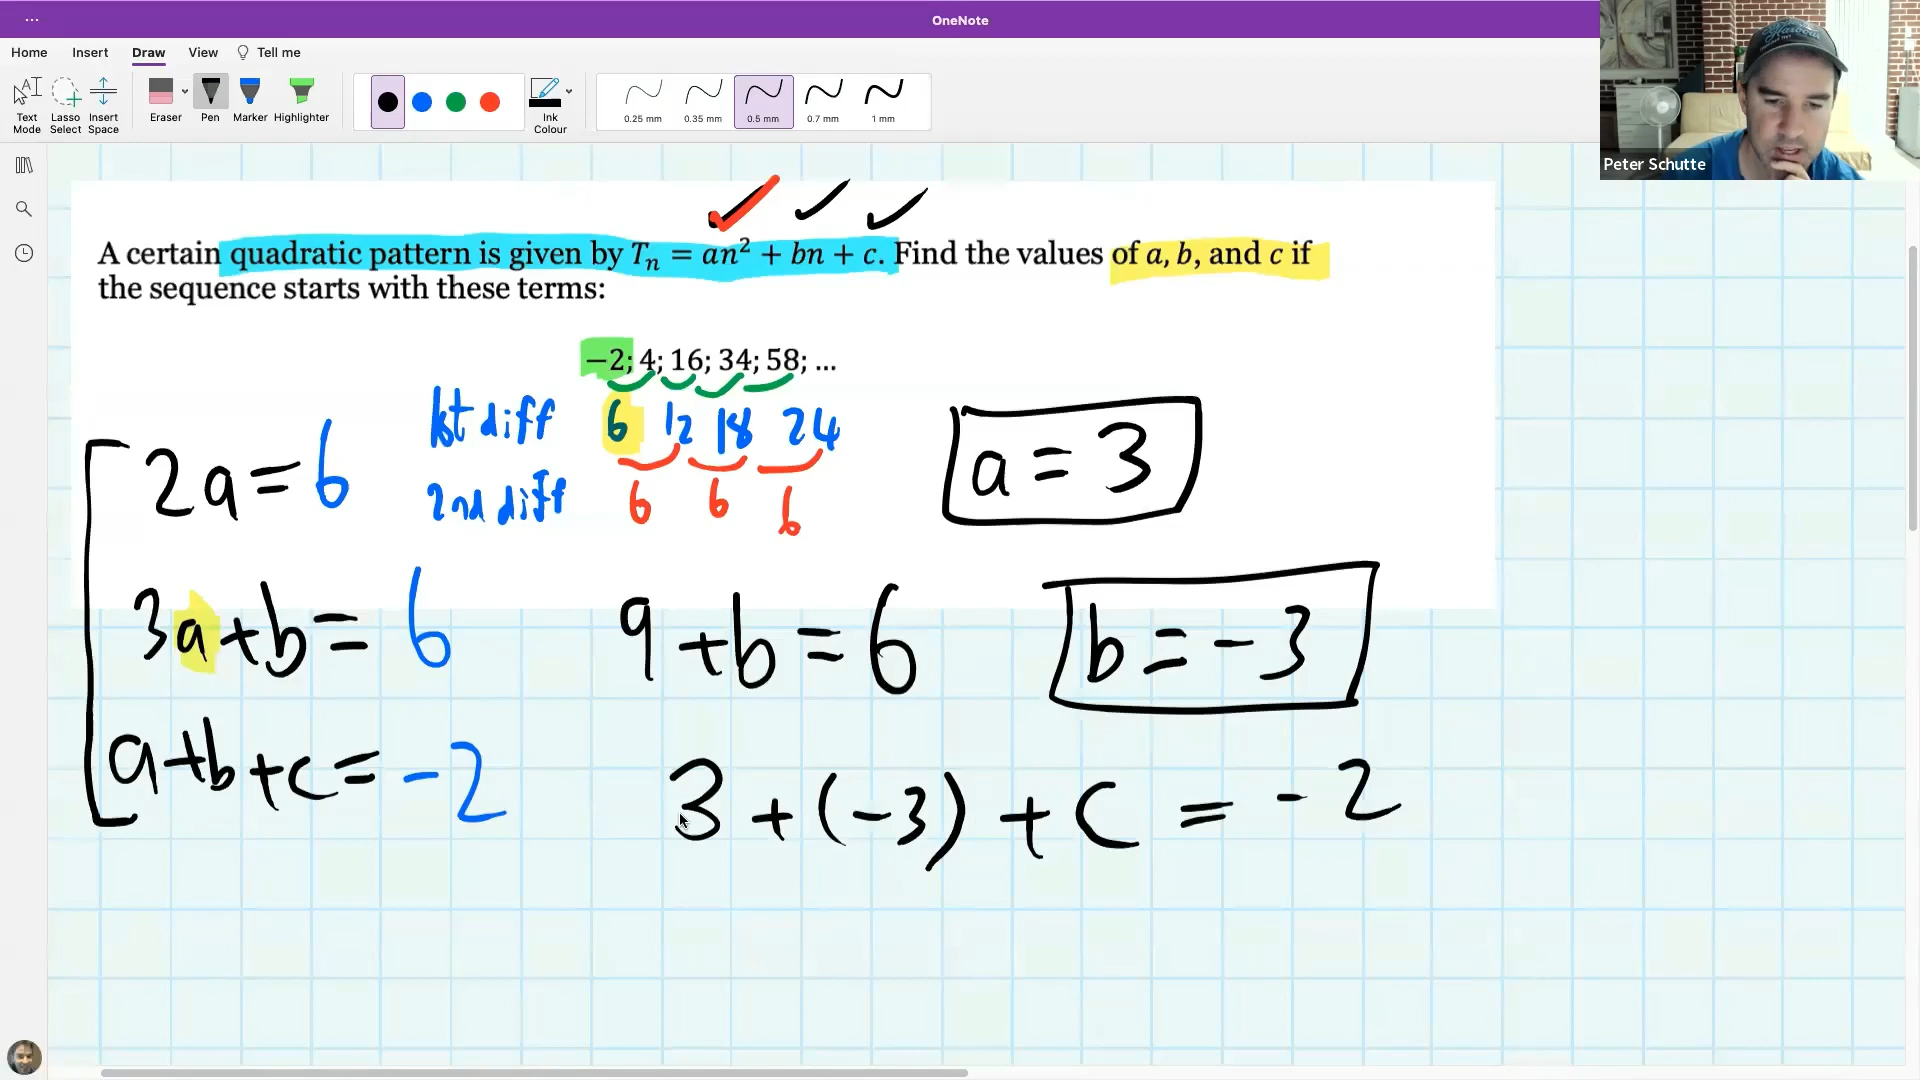 OneNote
Home Insert Draw View Tell me
Text Mode
Lasso Select
Insert Space
Eraser
Pen
Marker
Highlighter
Ink Colour
0.25 mm
0.35 mm
0.5 mm
0.7 mm
1 mm
Peter Schutte
A certain quadratic pattern is given by Tₙ = an² + bn + c. Find the values of a, b, and c if
the sequence starts with these terms:
−2; 4; 16; 34; 58; ...
1st diff 6 12 18 24
2nd diff 6 6 6
2a = 6
a = 3
3a + b = 6
9 + b = 6
b = -3
a + b + c = -2
3 + (-3) + c = -2